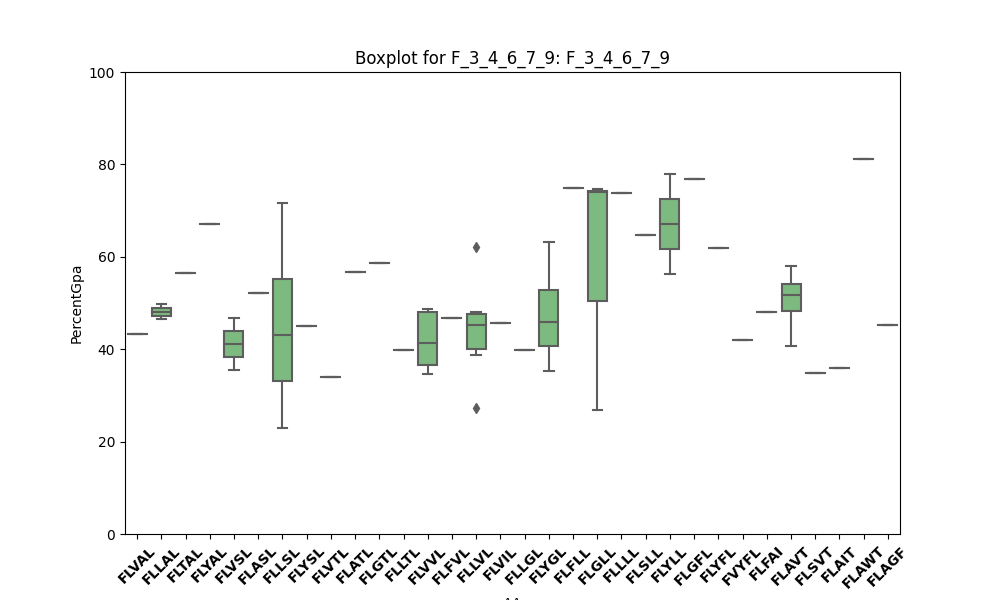 Boxplot for F_3_4_6_7_9: F_3_4_6_7_9
100
80
60
40
20
0
PercentGpa
FLVAL FLLAL FLTAL FLYAL FLVSL FLASL FLLSL FLYSL FLVTL FLATL FLGTL FLLTL FLVVL FLFVL FLLVL FLVIL FLLGL FLYGL FLFLL FLGLL FLLLL FLSLL FLYLL FLGFL FLYFL FVYFL FLFAI FLAVT FLSVT FLAIT FLAWT FLAGF